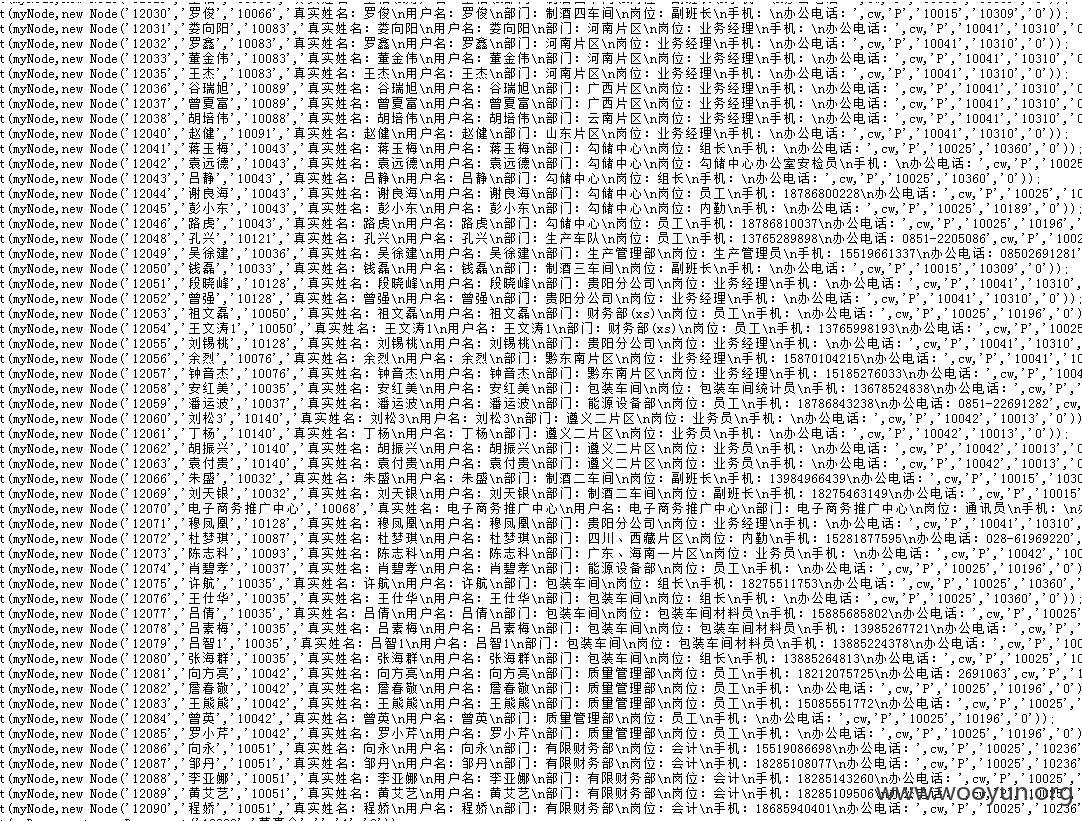 t(myNode,new Node('12030','罗俊','10066','真实姓名: 罗俊\n用户名: 罗俊\n部门: 制酒四车间\n岗位: 副班长\n手机: \n办公电话: ',cw,'P','10015','10309','0'));
t(myNode,new Node('12031','娄向阳','10083','真实姓名: 娄向阳\n用户名: 娄向阳\n部门: 河南片区\n岗位: 业务经理\n手机: \n办公电话: ',cw,'P','10041','10310','0
t(myNode,new Node('12032','罗鑫','10083','真实姓名: 罗鑫\n用户名: 罗鑫\n部门: 河南片区\n岗位: 业务经理\n手机: \n办公电话: ',cw,'P','10041','10310','0'));
t(myNode,new Node('12033','董金伟','10083','真实姓名: 董金伟\n用户名: 董金伟\n部门: 河南片区\n岗位: 业务经理\n手机: \n办公电话: ',cw,'P','10041','10310','0
t(myNode,new Node('12035','王杰','10083','真实姓名: 王杰\n用户名: 王杰\n部门: 河南片区\n岗位: 业务经理\n手机: \n办公电话: ',cw,'P','10041','10310','0'));
t(myNode,new Node('12036','谷瑞旭','10089','真实姓名: 谷瑞旭\n用户名: 谷瑞旭\n部门: 广西片区\n岗位: 业务经理\n手机: \n办公电话: ',cw,'P','10041','10310','0
t(myNode,new Node('12037','曾夏富','10089','真实姓名: 曾夏富\n用户名: 曾夏富\n部门: 广西片区\n岗位: 业务经理\n手机: \n办公电话: ',cw,'P','10041','10310','0
t(myNode,new Node('12038','胡培伟','10088','真实姓名: 胡培伟\n用户名: 胡培伟\n部门: 云南片区\n岗位: 业务经理\n手机: \n办公电话: ',cw,'P','10041','10310','0
t(myNode,new Node('12040','赵健','10091','真实姓名: 赵健\n用户名: 赵健\n部门: 山东片区\n岗位: 业务经理\n手机: \n办公电话: ',cw,'P','10041','10310','0'));
t(myNode,new Node('12041','蒋玉梅','10043','真实姓名: 蒋玉梅\n用户名: 蒋玉梅\n部门: 勾储中心\n岗位: 组长\n手机: \n办公电话: ',cw,'P','10025','10360','0'));
t(myNode,new Node('12042','袁远德','10043','真实姓名: 袁远德\n用户名: 袁远德\n部门: 勾储中心\n岗位: 勾储中心办公室安检员\n手机: \n办公电话: ',cw,'P','10025
t(myNode,new Node('12043','吕静','10043','真实姓名: 吕静\n用户名: 吕静\n部门: 勾储中心\n岗位: 组长\n手机: \n办公电话: ',cw,'P','10025','10360','0'));
t(myNode,new Node('12044','谢良海','10043','真实姓名: 谢良海\n用户名: 谢良海\n部门: 勾储中心\n岗位: 员工\n手机: 18786800228\n办公电话: ',cw,'P','10025','10
t(myNode,new Node('12045','彭小东','10043','真实姓名: 彭小东\n用户名: 彭小东\n部门: 勾储中心\n岗位: 内勤\n手机: \n办公电话: ',cw,'P','10025','10189','0'));
t(myNode,new Node('12046','路虎','10043','真实姓名: 路虎\n用户名: 路虎\n部门: 勾储中心\n岗位: 员工\n手机: 18786810037\n办公电话: ',cw,'P','10025','10196',
t(myNode,new Node('12048','孔兴','10121','真实姓名: 孔兴\n用户名: 孔兴\n部门: 生产车队\n岗位: 员工\n手机: 13765289898\n办公电话: 0851-2205086',cw,'P','1002
t(myNode,new Node('12049','吴徐建','10036','真实姓名: 吴徐建\n用户名: 吴徐建\n部门: 生产管理部\n岗位: 生产管理员\n手机: 15519661337\n办公电话: 08502691281'
t(myNode,new Node('12050','钱磊','10033','真实姓名: 钱磊\n用户名: 钱磊\n部门: 制酒三车间\n岗位: 副班长\n手机: \n办公电话: ',cw,'P','10015','10309','0'));
t(myNode,new Node('12051','段晓峰','10128','真实姓名: 段晓峰\n用户名: 段晓峰\n部门: 贵阳分公司\n岗位: 业务经理\n手机: \n办公电话: ',cw,'P','10041','10310',
t(myNode,new Node('12052','曾强','10128','真实姓名: 曾强\n用户名: 曾强\n部门: 贵阳分公司\n岗位: 业务经理\n手机: \n办公电话: ',cw,'P','10041','10310','0'));
t(myNode,new Node('12053','祖文磊','10050','真实姓名: 祖文磊\n用户名: 祖文磊\n部门: 财务部(xs)\n岗位: 员工\n手机: \n办公电话: ',cw,'P','10025','10196','0'
t(myNode,new Node('12054','王文涛1','10050','真实姓名: 王文涛1\n用户名: 王文涛1\n部门: 财务部(xs)\n岗位: 员工\n手机: 13765998193\n办公电话: ',cw,'P','10025
t(myNode,new Node('12055','刘锡桃','10128','真实姓名: 刘锡桃\n用户名: 刘锡桃\n部门: 贵阳分公司\n岗位: 业务经理\n手机: \n办公电话: ',cw,'P','10041','10310',
t(myNode,new Node('12056','余烈','10076','真实姓名: 余烈\n用户名: 余烈\n部门: 黔东南片区\n岗位: 业务经理\n手机: 15870104215\n办公电话: ',cw,'P','10041','10
t(myNode,new Node('12057','钟音杰','10076','真实姓名: 钟音杰\n用户名: 钟音杰\n部门: 黔东南片区\n岗位: 业务经理\n手机: 15185276033\n办公电话: ',cw,'P','1004
t(myNode,new Node('12058','安红美','10035','真实姓名: 安红美\n用户名: 安红美\n部门: 包装车间\n岗位: 包装车间统计员\n手机: 13678524838\n办公电话: ',cw,'P',
t(myNode,new Node('12059','潘运波','10037','真实姓名: 潘运波\n用户名: 潘运波\n部门: 能源设备部\n岗位: 员工\n手机: 18786843238\n办公电话: 0851-22691282',cw,
t(myNode,new Node('12060','刘松3','10140','真实姓名: 刘松3\n用户名: 刘松3\n部门: 遵义二片区\n岗位: 业务员\n手机: \n办公电话: ',cw,'P','10042','10013','0'))
t(myNode,new Node('12061','丁杨','10140','真实姓名: 丁杨\n用户名: 丁杨\n部门: 遵义二片区\n岗位: 业务员\n手机: \n办公电话: ',cw,'P','10042','10013','0'));
t(myNode,new Node('12062','胡振兴','10140','真实姓名: 胡振兴\n用户名: 胡振兴\n部门: 遵义二片区\n岗位: 业务员\n手机: \n办公电话: ',cw,'P','10042','10013','0
t(myNode,new Node('12063','袁付贵','10140','真实姓名: 袁付贵\n用户名: 袁付贵\n部门: 遵义二片区\n岗位: 业务员\n手机: \n办公电话: ',cw,'P','10042','10013','0
t(myNode,new Node('12066','朱盛','10032','真实姓名: 朱盛\n用户名: 朱盛\n部门: 制酒二车间\n岗位: 副班长\n手机: 13984966439\n办公电话: ',cw,'P','10015','1030
t(myNode,new Node('12069','刘天银','10032','真实姓名: 刘天银\n用户名: 刘天银\n部门: 制酒二车间\n岗位: 副班长\n手机: 18275463149\n办公电话: ',cw,'P','10015'
t(myNode,new Node('12070','电子商务推广中心','10068','真实姓名: 电子商务推广中心\n用户名: 电子商务推广中心\n部门: 电子商务推广中心\n岗位: 通讯员\n手机: \n办
t(myNode,new Node('12071','穆凤凰','10128','真实姓名: 穆凤凰\n用户名: 穆凤凰\n部门: 贵阳分公司\n岗位: 业务经理\n手机: \n办公电话: ',cw,'P','10041','10310',
t(myNode,new Node('12072','杜梦琪','10087','真实姓名: 杜梦琪\n用户名: 杜梦琪\n部门: 四川、西藏片区\n岗位: 内勤\n手机: 15281877595\n办公电话: 028-61969220',
t(myNode,new Node('12073','陈志科','10093','真实姓名: 陈志科\n用户名: 陈志科\n部门: 广东、海南一片区\n岗位: 业务员\n手机: \n办公电话: ',cw,'P','10042','100
t(myNode,new Node('12074','肖碧孝','10037','真实姓名: 肖碧孝\n用户名: 肖碧孝\n部门: 能源设备部\n岗位: 员工\n手机: \n办公电话: ',cw,'P','10025','10196','0')
t(myNode,new Node('12075','许航','10035','真实姓名: 许航\n用户名: 许航\n部门: 包装车间\n岗位: 组长\n手机: 18275511753\n办公电话: ',cw,'P','10025','10360',
t(myNode,new Node('12076','王仕华','10035','真实姓名: 王仕华\n用户名: 王仕华\n部门: 包装车间\n岗位: 组长\n手机: \n办公电话: ',cw,'P','10025','10360','0'));
t(myNode,new Node('12077','吕倩','10035','真实姓名: 吕倩\n用户名: 吕倩\n部门: 包装车间\n岗位: 包装车间材料员\n手机: 15885685802\n办公电话: ',cw,'P','10025
t(myNode,new Node('12078','吕素梅','10035','真实姓名: 吕素梅\n用户名: 吕素梅\n部门: 包装车间\n岗位: 包装车间材料员\n手机: 13985267721\n办公电话: ',cw,'P',
t(myNode,new Node('12079','吕智1','10035','真实姓名: 吕智1\n用户名: 吕智1\n部门: 包装车间\n岗位: 包装车间材料员\n手机: 13885224378\n办公电话: ',cw,'P','100
t(myNode,new Node('12080','张海群','10035','真实姓名: 张海群\n用户名: 张海群\n部门: 包装车间\n岗位: 组长\n手机: 13885264813\n办公电话: ',cw,'P','10025','10
t(myNode,new Node('12081','向方亮','10042','真实姓名: 向方亮\n用户名: 向方亮\n部门: 质量管理部\n岗位: 员工\n手机: 18212075725\n办公电话: 2691063',cw,'P','1
t(myNode,new Node('12082','詹春敬','10042','真实姓名: 詹春敬\n用户名: 詹春敬\n部门: 质量管理部\n岗位: 员工\n手机: \n办公电话: ',cw,'P','10025','10196','0')
t(myNode,new Node('12083','王熊熊','10042','真实姓名: 王熊熊\n用户名: 王熊熊\n部门: 质量管理部\n岗位: 员工\n手机: 15085551772\n办公电话: ',cw,'P','10025','
t(myNode,new Node('12084','曾英','10042','真实姓名: 曾英\n用户名: 曾英\n部门: 质量管理部\n岗位: 员工\n手机: \n办公电话: ',cw,'P','10025','10196','0'));
t(myNode,new Node('12085','罗小芹','10042','真实姓名: 罗小芹\n用户名: 罗小芹\n部门: 质量管理部\n岗位: 员工\n手机: \n办公电话: ',cw,'P','10025','10196','0')
t(myNode,new Node('12086','向永','10051','真实姓名: 向永\n用户名: 向永\n部门: 有限财务部\n岗位: 会计\n手机: 15519086698\n办公电话: ',cw,'P','10025','10236'
t(myNode,new Node('12087','邹丹','10051','真实姓名: 邹丹\n用户名: 邹丹\n部门: 有限财务部\n岗位: 会计\n手机: 18285108077\n办公电话: ',cw,'P','10025','10236'
t(myNode,new Node('12088','李亚娜','10051','真实姓名: 李亚娜\n用户名: 李亚娜\n部门: 有限财务部\n岗位: 会计\n手机: 18285143260\n办公电话: ',cw,'P','10025','
t(myNode,new Node('12089','黄艾艺','10051','真实姓名: 黄艾艺\n用户名: 黄艾艺\n部门: 有限财务部\n岗位: 会计\n手机: 18285109506\n办公电话: ',cw,'P','10025','
www.wooyun.org
t(myNode,new Node('12090','程娇','10051','真实姓名: 程娇\n用户名: 程娇\n部门: 有限财务部\n岗位: 会计\n手机: 18685940401\n办公电话: ',cw,'P','10025','10236'